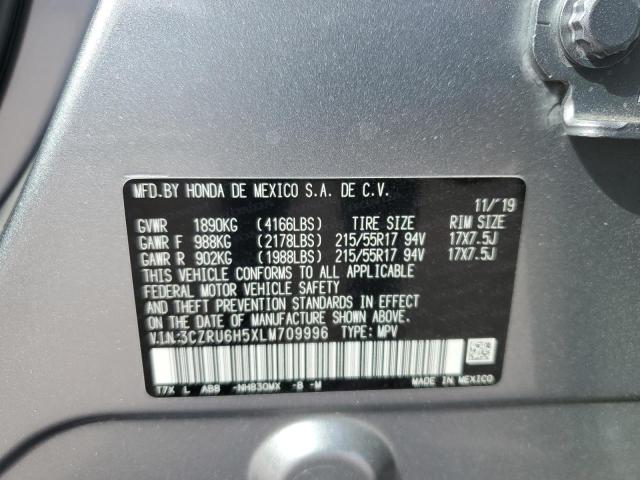 MFD.BY HONDA DE MEXICO S.A. DE C.V.
11/'19
GVWR 1890KG (4166LBS) TIRE SIZE RIM SIZE
GAWR F 988KG (2178LBS) 215/55R17 94V 17X7.5J
GAWR R 902KG (1988LBS) 215/55R17 94V 17X7.5J
THIS VEHICLE CONFORMS TO ALL APPLICABLE
FEDERAL MOTOR VEHICLE SAFETY
AND THEFT PREVENTION STANDARDS IN EFFECT
ON THE DATE OF MANUFACTURE SHOWN ABOVE.
V.I.N.:3CZRU6H5XLM709996 TYPE: MPV
T7X L ABB -NH830MX -B -M MADE IN MEXICO